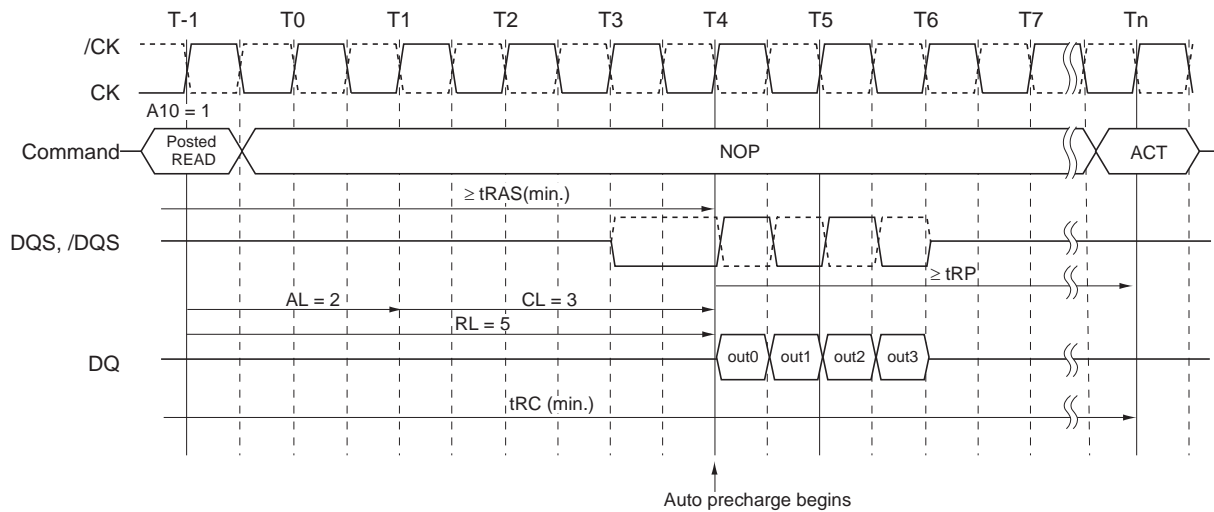 T-1 T0 T1 T2 T3 T4 T5 T6 T7 Tn
/CK
CK
A10 = 1
Command
Posted
READ
NOP
ACT
≥ tRAS(min.)
DQS, /DQS
≥ tRP
AL = 2 CL = 3
RL = 5
DQ
out0 out1 out2 out3
tRC (min.)
Auto precharge begins